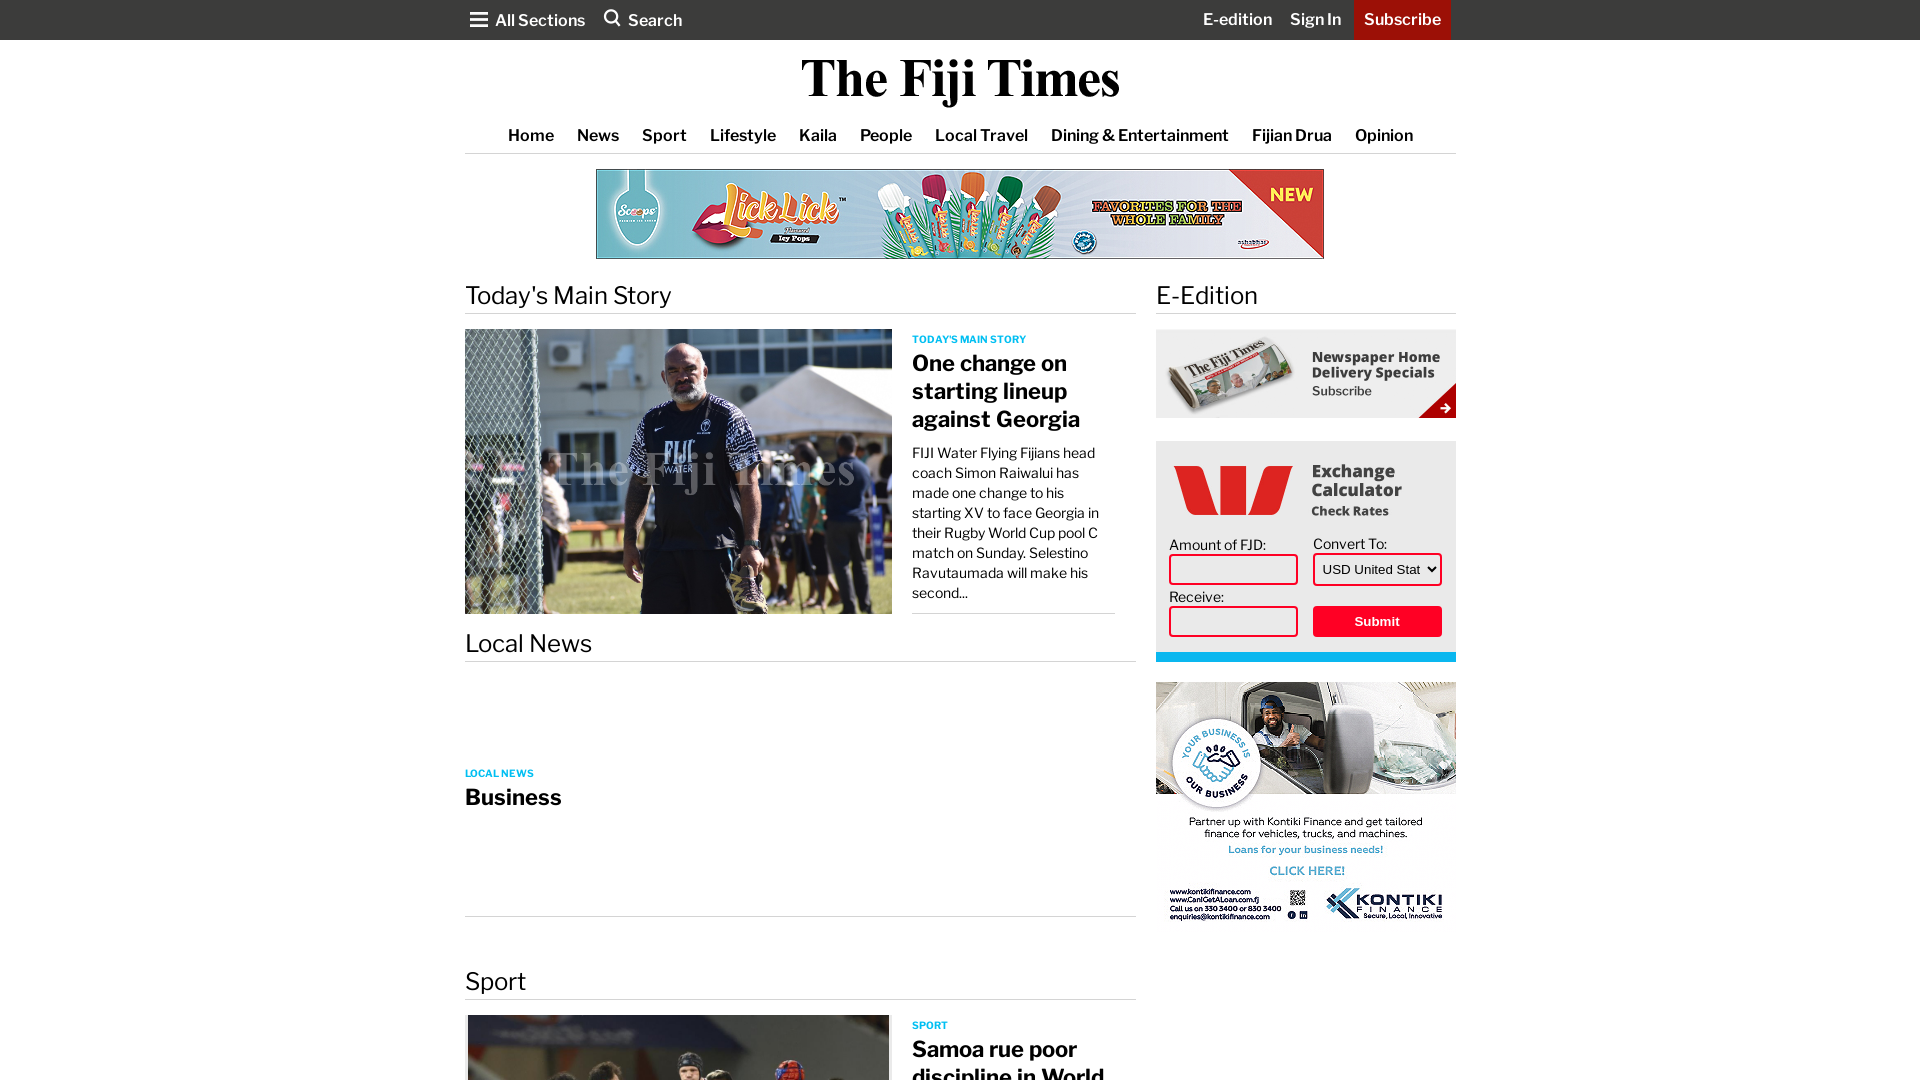 All Sections
Search
E-edition
Sign In
Subscribe
The Fiji Times
Home
News
Sport
Lifestyle
Kaila
People
Local Travel
Dining & Entertainment
Fijian Drua
Opinion
Scoops
LickLick™
Icy Pops
FAVORITES FOR THE
WHOLE FAMILY
NEW
Today's Main Story
The Fiji Times
FIJI
WATER
TODAY'S MAIN STORY
One change on
starting lineup
against Georgia
FIJI Water Flying Fijians head
coach Simon Raiwalui has
made one change to his
starting XV to face Georgia in
their Rugby World Cup pool C
match on Sunday. Selestino
Ravutaumada will make his
second...
Local News
LOCAL NEWS
Business
Sport
SPORT
Samoa rue poor
discipline in World
E-Edition
The Fiji Times
Newspaper Home
Delivery Specials
Subscribe
Exchange
Calculator
Check Rates
Amount of FJD:
Convert To:
USD United Stat
Receive:
Submit
YOUR BUSINESS IS
OUR BUSINESS
Partner up with Kontiki Finance and get tailored
finance for vehicles, trucks, and machines.
Loans for your business needs!
CLICK HERE!
www.kontikifinance.com
www.CanIGetALoan.com.fj
Call us on 330 3400 or 830 3400
enquiries@kontikifinance.com
KONTIKI
FINANCE
Secure, Local, Innovative